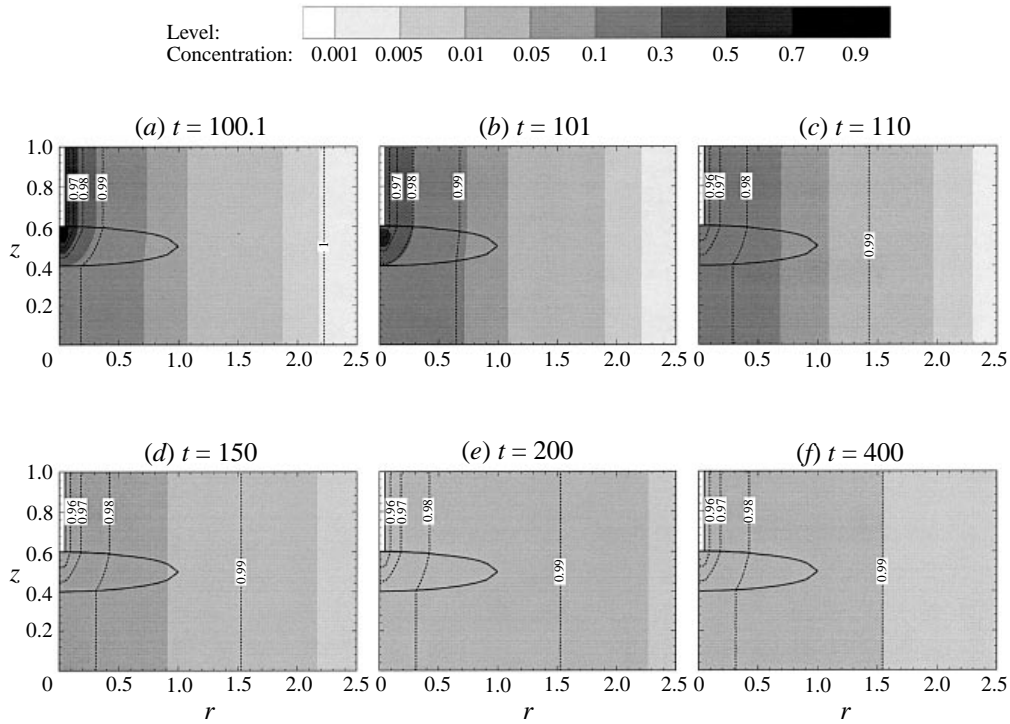 Level:
Concentration: 0.001 0.005 0.01 0.05 0.1 0.3 0.5 0.7 0.9
(a) t = 100.1
(b) t = 101
(c) t = 110
1.0
0.8
0.6
z
0.4
0.2
0
0.97
0.98
0.99
1
0.97
0.98
0.99
0.96
0.97
0.98
0.99
0.5 1.0 1.5 2.0 2.5
0 0.5 1.0 1.5 2.0 2.5
0 0.5 1.0 1.5 2.0 2.5
(d) t = 150
(e) t = 200
(f) t = 400
1.0
0.8
0.6
z
0.4
0.2
0
0.96
0.97
0.98
0.99
0.96
0.97
0.98
0.99
0.96
0.97
0.98
0.99
0.5 1.0 1.5 2.0 2.5
0 0.5 1.0 1.5 2.0 2.5
0 0.5 1.0 1.5 2.0 2.5
r
r
r